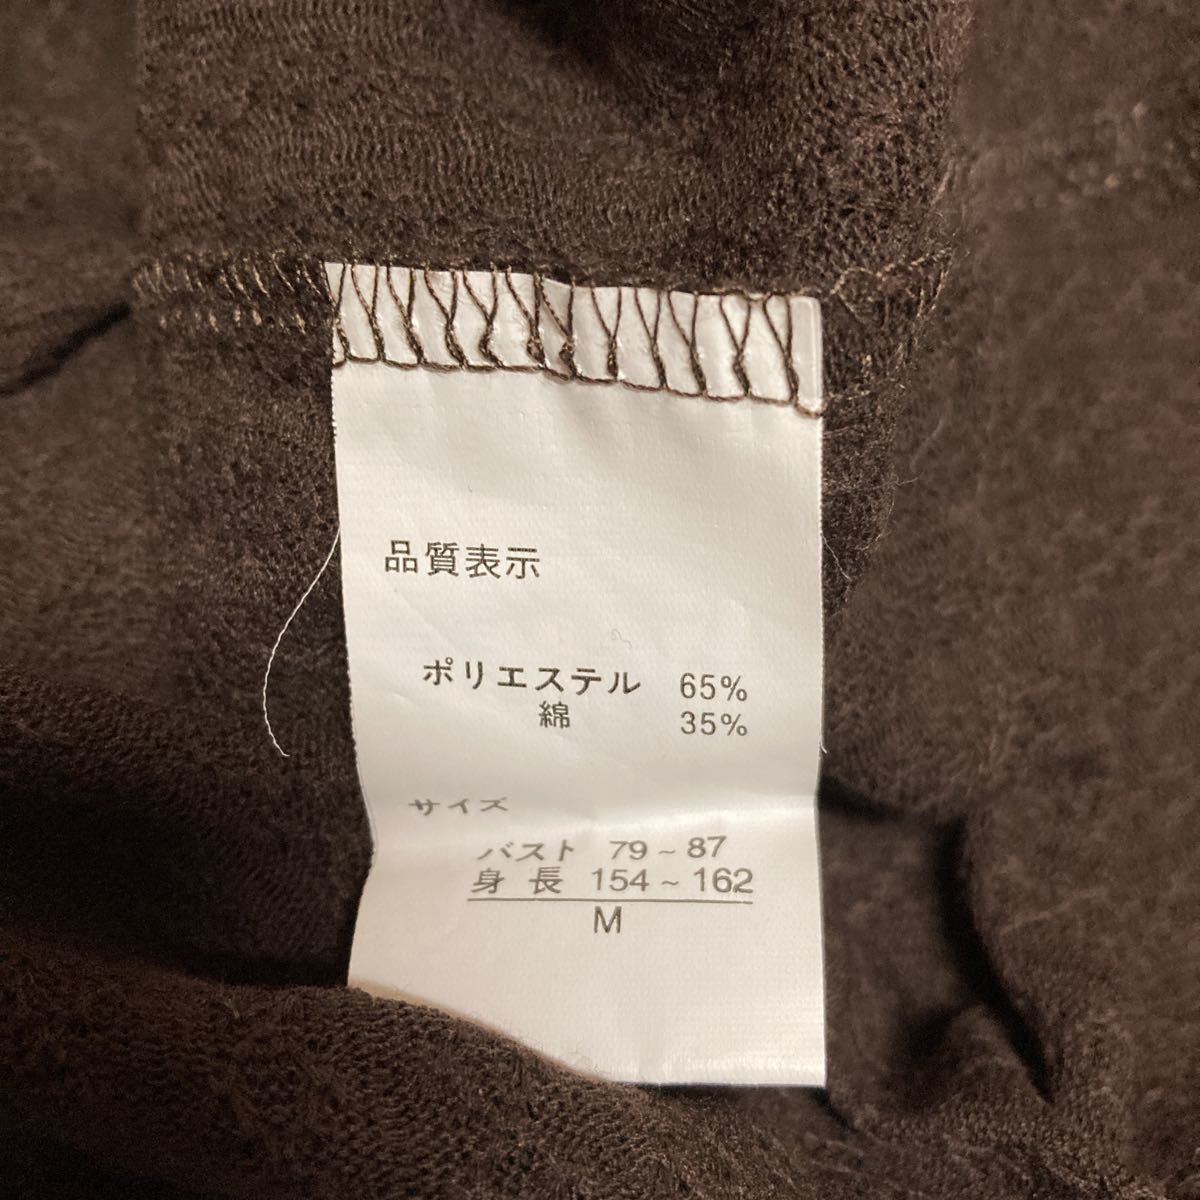 品質表示
ポリエステル 65%
綿 35%
サイズ
バスト 79~87
身長 154~162
M